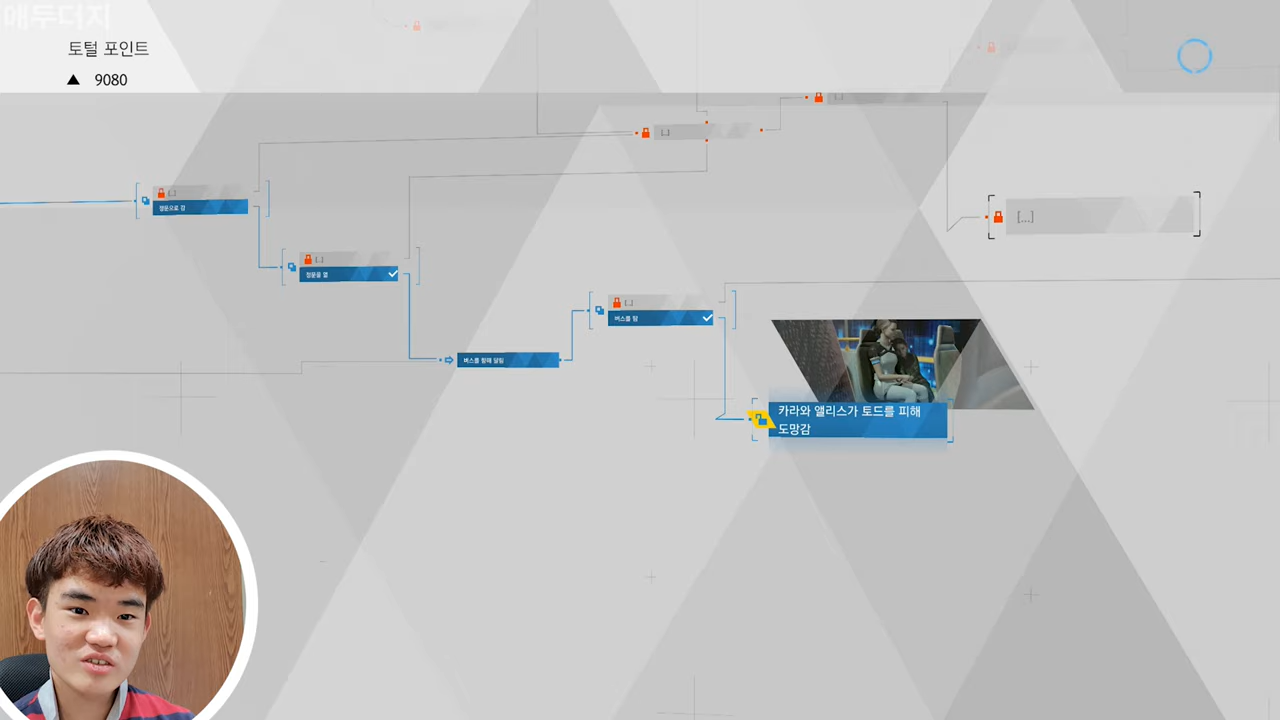 매두더지
토털 포인트
▲ 9080
[...]
[...]
[...]
정문으로 감
[...]
[...]
정문을 엶
[...]
버스를 탐
버스를 향해 달림
카라와 앨리스가 토드를 피해
도망감